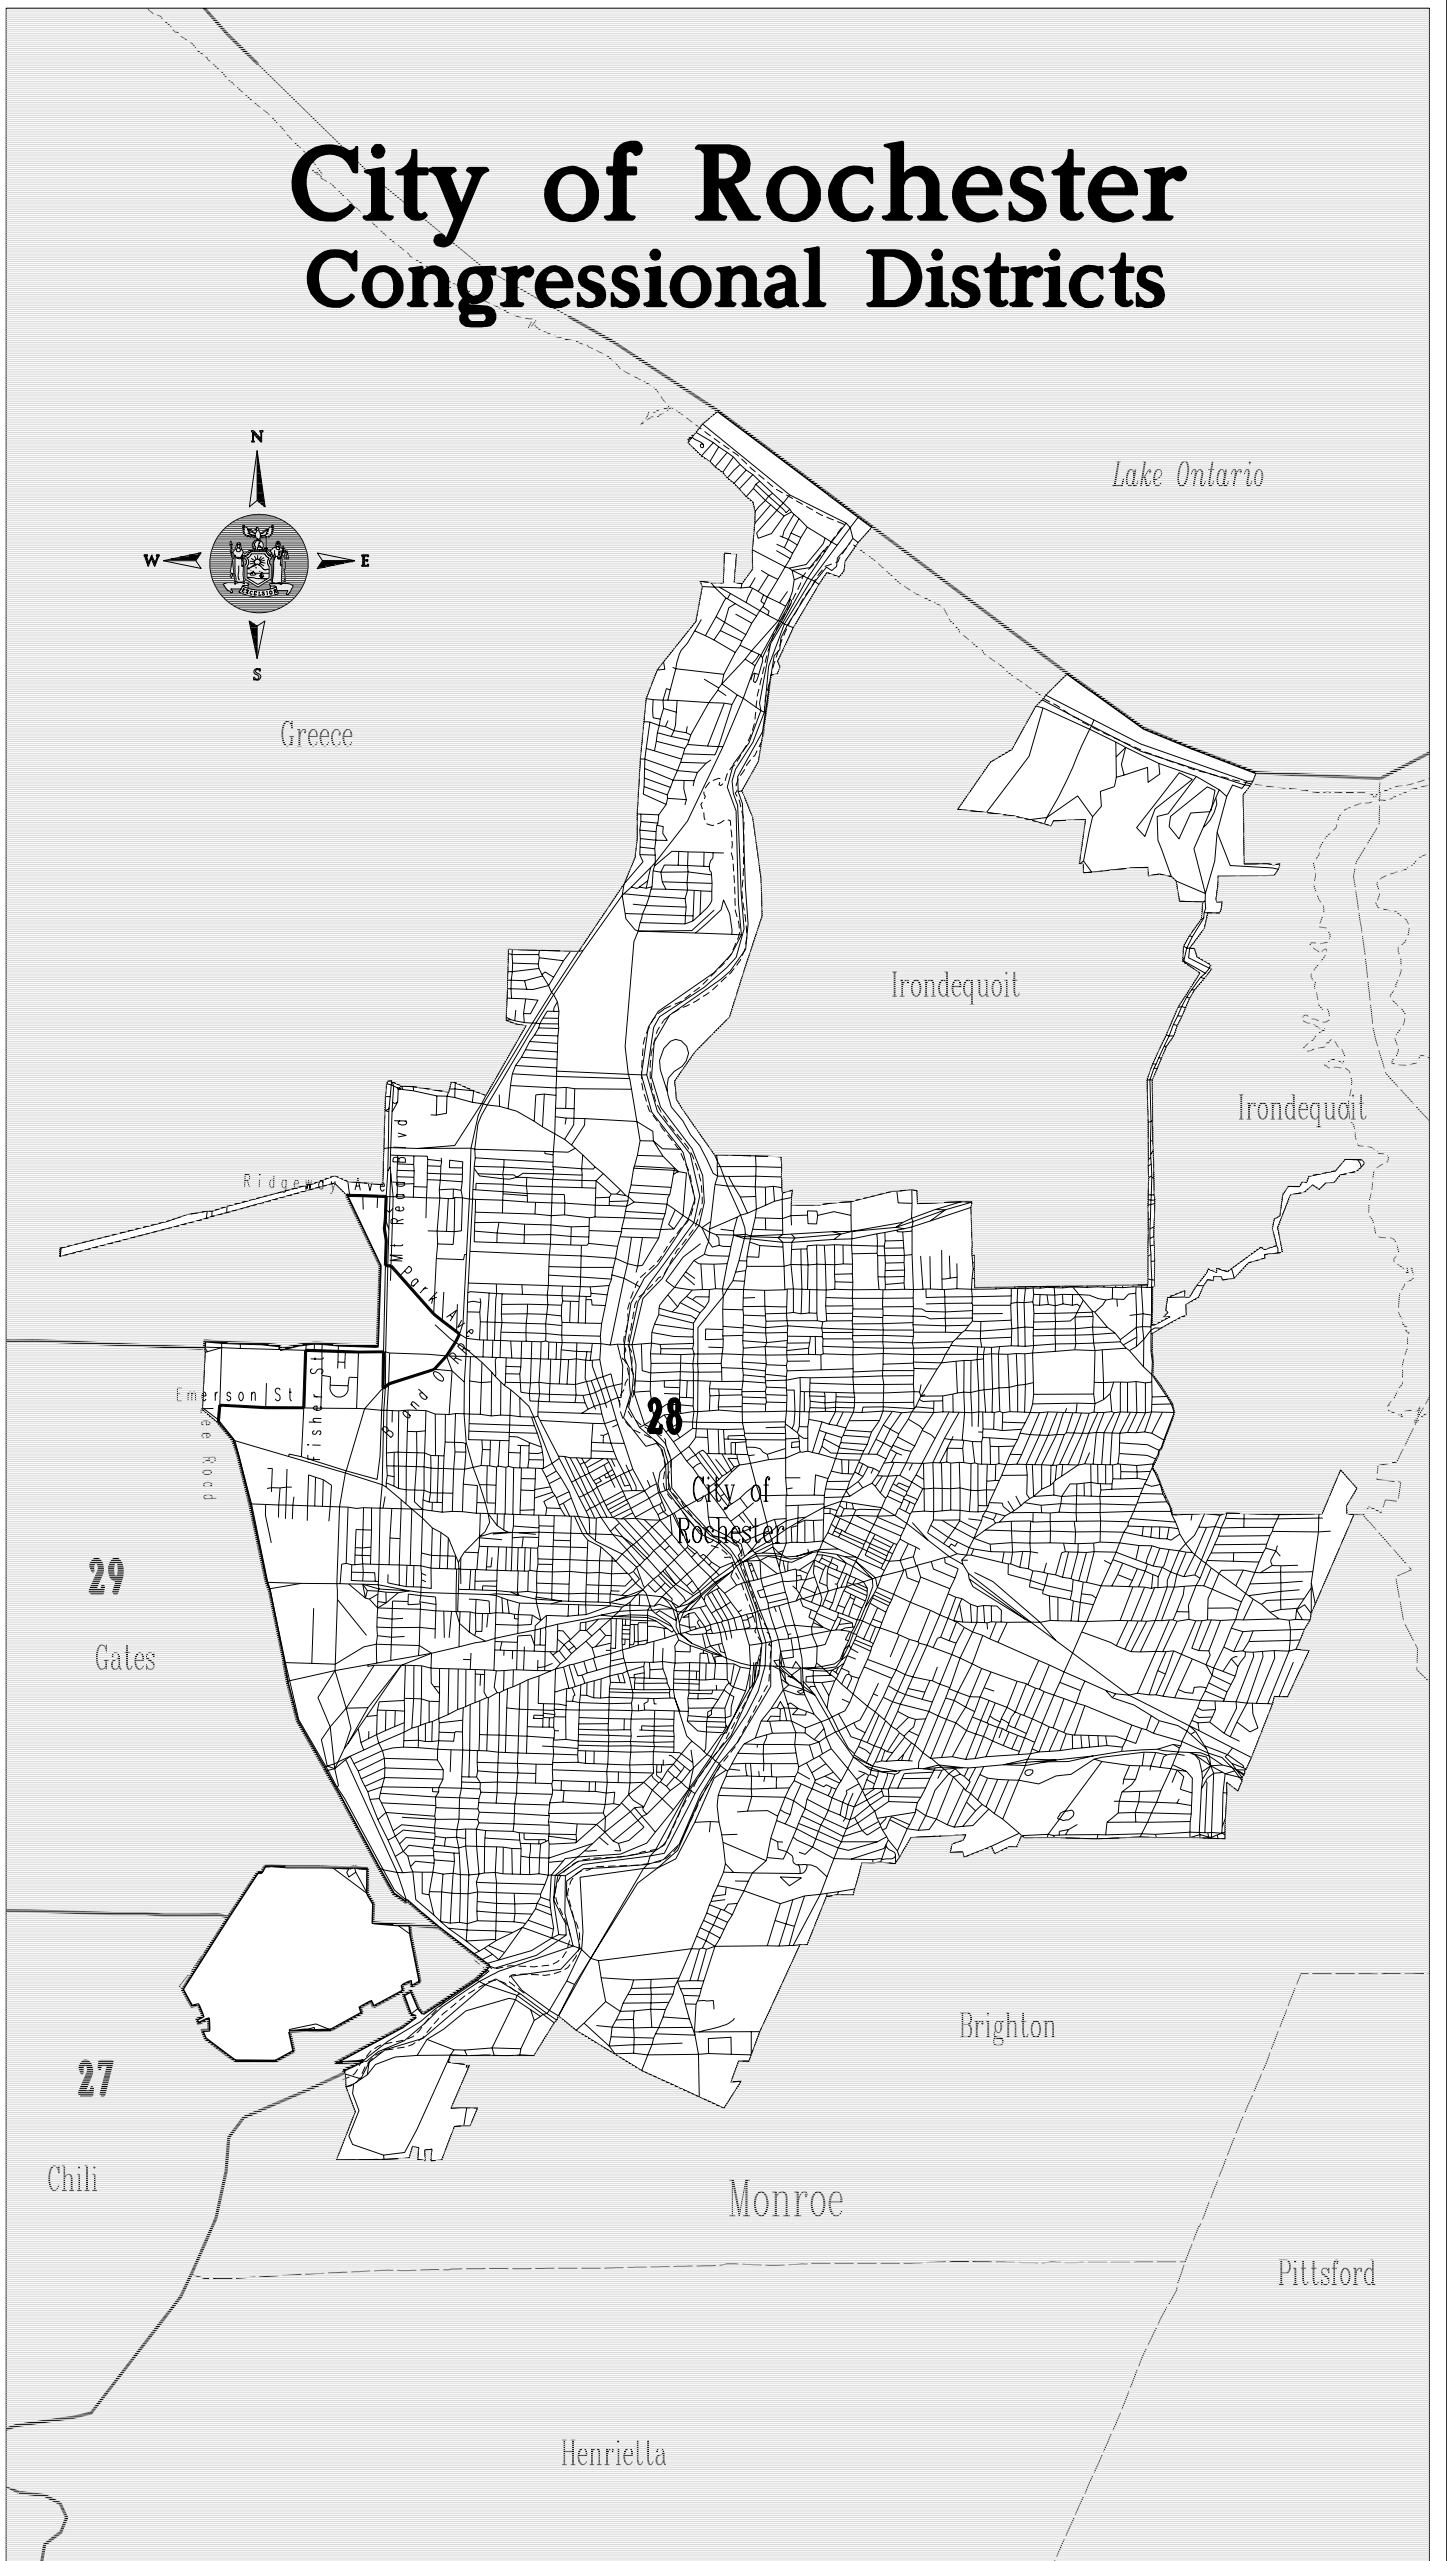 City of Rochester
Congressional Districts
N
Lake Ontario
W
E
EXCELSIOR
S
Greece
Irondequoit
Irondequoit
Mt Read Blvd
Ridgeway Ave
Park Ave
Emerson St
Fisher St
28
City of
Rochester
29
Gates
Brighton
27
Chili
Monroe
Pittsford
Henrietta